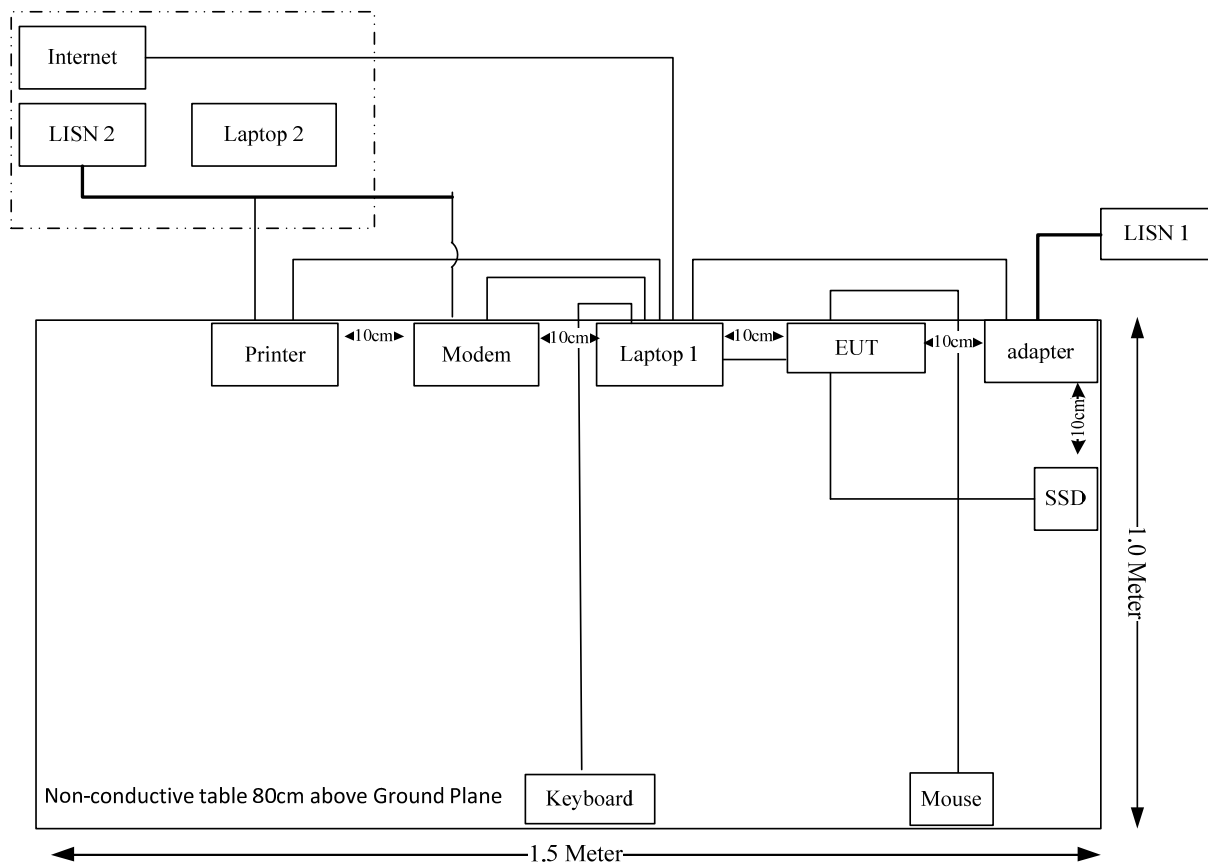 Internet
LISN 2
Laptop 2
LISN 1
Printer
10cm
Modem
10cm
Laptop 1
10cm
EUT
10cm
adapter
10cm
SSD
1.0 Meter
Non-conductive table 80cm above Ground Plane
Keyboard
Mouse
1.5 Meter